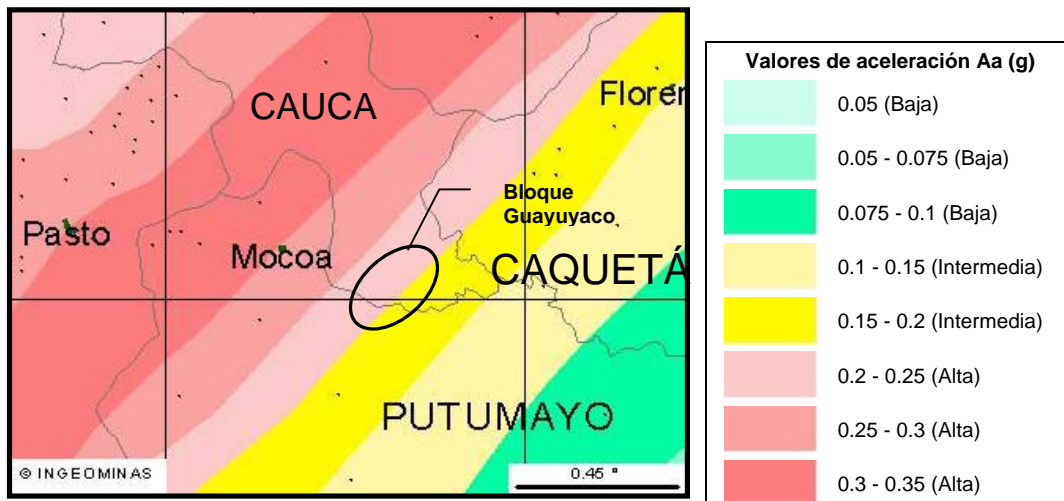 CAUCA
Floren
Bloque
Guayuyaco
Pasto
Mocoa
CAQUETÁ
PUTUMAYO
© INGEOMINAS
0.45 °
Valores de aceleración Aa (g)
0.05 (Baja)
0.05 - 0.075 (Baja)
0.075 - 0.1 (Baja)
0.1 - 0.15 (Intermedia)
0.15 - 0.2 (Intermedia)
0.2 - 0.25 (Alta)
0.25 - 0.3 (Alta)
0.3 - 0.35 (Alta)